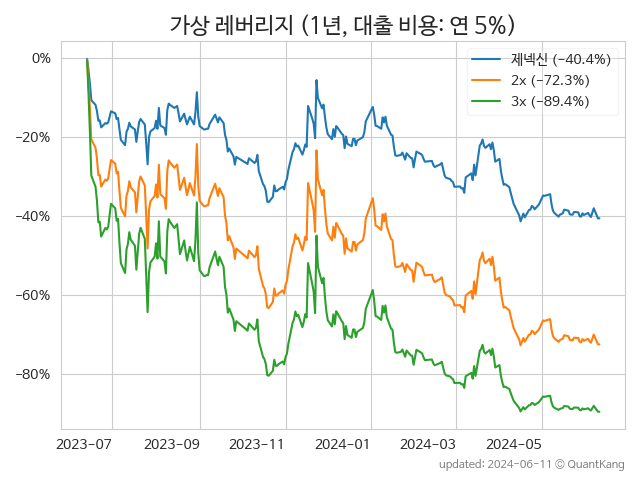 가상 레버리지 (1년, 대출 비용: 연 5%)
제넥신 (−40.4%)
2x (−72.3%)
3x (−89.4%)
0%
−20%
−40%
−60%
−80%
2023-07 2023-09 2023-11 2024-01 2024-03 2024-05
updated: 2024-06-11 © QuantKang